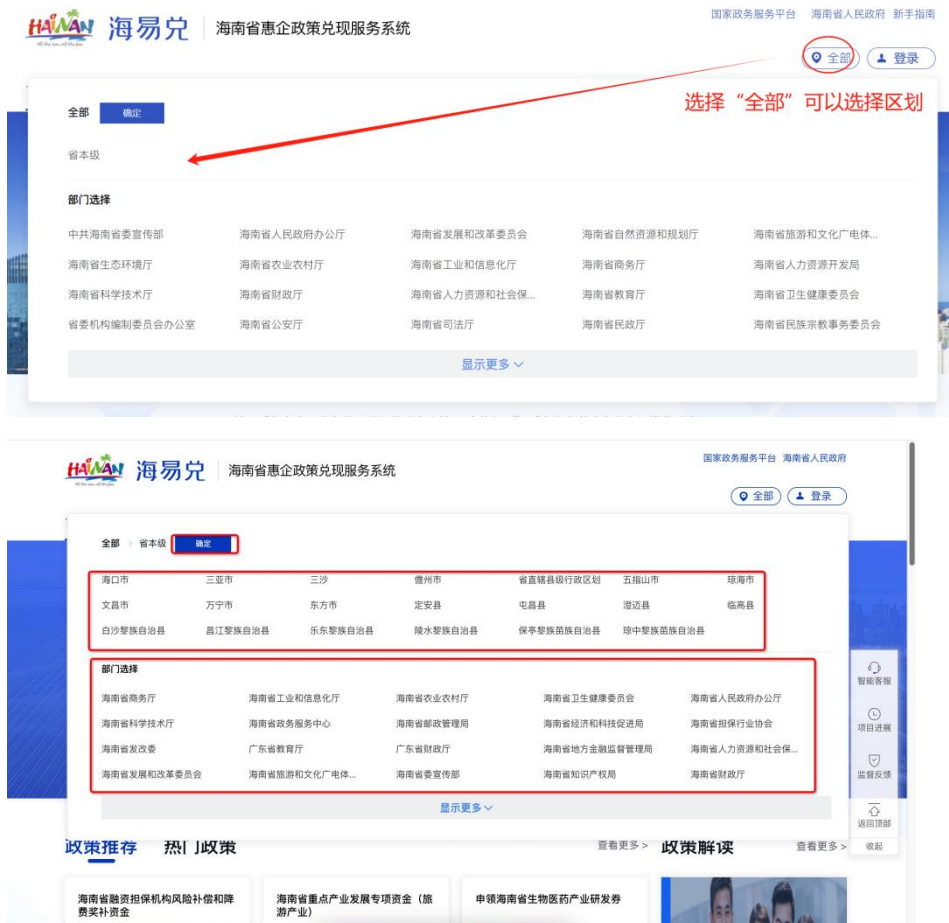 国家政务服务平台 海南省人民政府 新手指南
HAINAN 海易兑 海南省惠企政策兑现服务系统
全部 登录
选择“全部”可以选择区划
全部 确定
省本级
部门选择
中共海南省委宣传部 海南省人民政府办公厅 海南省发展和改革委员会 海南省自然资源和规划厅 海南省旅游和文化广电体...
海南省生态环境厅 海南省农业农村厅 海南省工业和信息化厅 海南省商务厅 海南省人力资源开发局
海南省科学技术厅 海南省财政厅 海南省人力资源和社会保... 海南省教育厅 海南省卫生健康委员会
省委机构编制委员会办公室 海南省公安厅 海南省司法厅 海南省民政厅 海南省民族宗教事务委员会
显示更多
国家政务服务平台 海南省人民政府
HAINAN 海易兑 海南省惠企政策兑现服务系统
全部 登录
全部 > 省本级 确定
海口市 三亚市 三沙 儋州市 省直辖县级行政区划 五指山市 琼海市
文昌市 万宁市 东方市 定安县 屯昌县 澄迈县 临高县
白沙黎族自治县 昌江黎族自治县 乐东黎族自治县 陵水黎族自治县 保亭黎族苗族自治县 琼中黎族苗族自治县
部门选择
海南省商务厅 海南省工业和信息化厅 海南省农业农村厅 海南省卫生健康委员会 海南省人民政府办公厅
海南省科学技术厅 海南省政务服务中心 海南省邮政管理局 海南省经济和科技促进局 海南省担保行业协会
海南省发改委 广东省教育厅 广东省财政厅 海南省地方金融监督管理局 海南省人力资源和社会保...
海南省发展和改革委员会 海南省旅游和文化广电体... 海南省委宣传部 海南省知识产权局 海南省财政厅
显示更多
智能客服
项目进展
监督反馈
返回顶部
收起
政策推荐 热门政策 查看更多 > 政策解读 查看更多 >
海南省融资担保机构风险补偿和降
费奖补资金
海南省重点产业发展专项资金（旅
游产业）
申领海南省生物医药产业研发券